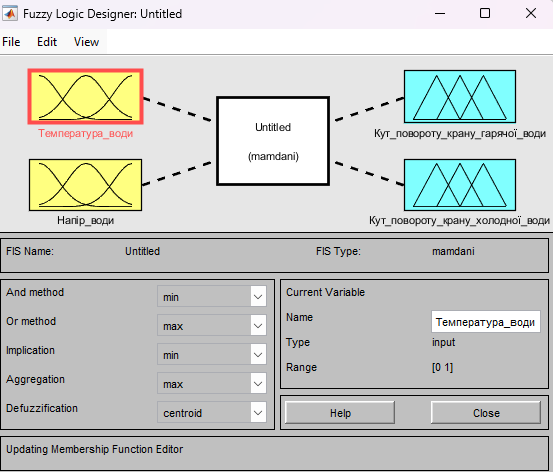 Fuzzy Logic Designer: Untitled
File Edit View
Untitled
(mamdani)
Температура_води
Кут_повороту_крану_гарячої_води
Напір_води
Кут_повороту_крану_холодної_води
FIS Name: Untitled FIS Type: mamdani
And method min
Or method max
Implication min
Aggregation max
Defuzzification centroid
Current Variable
Name Температура_води
Type input
Range [0 1]
Help Close
Updating Membership Function Editor